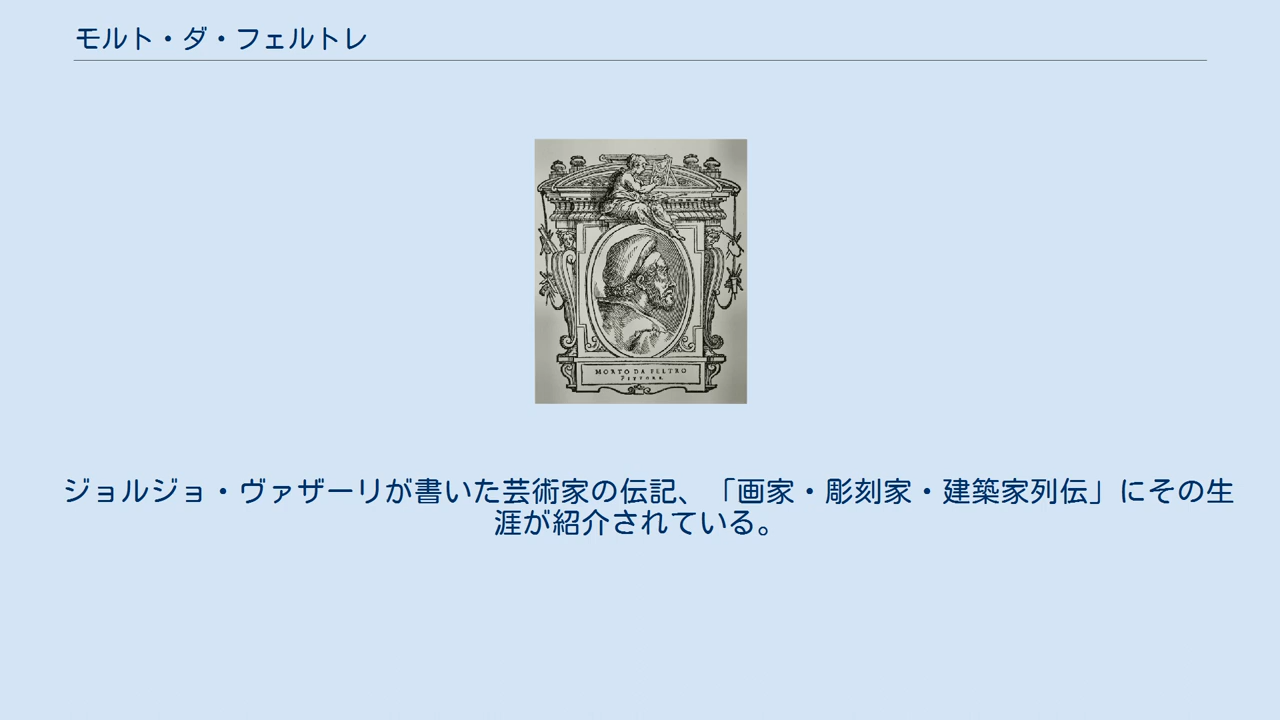 モルト・ダ・フェルトレ
MORTO DA FELTRO
Pittore
ジョルジョ・ヴァザーリが書いた芸術家の伝記、「画家・彫刻家・建築家列伝」にその生
涯が紹介されている。